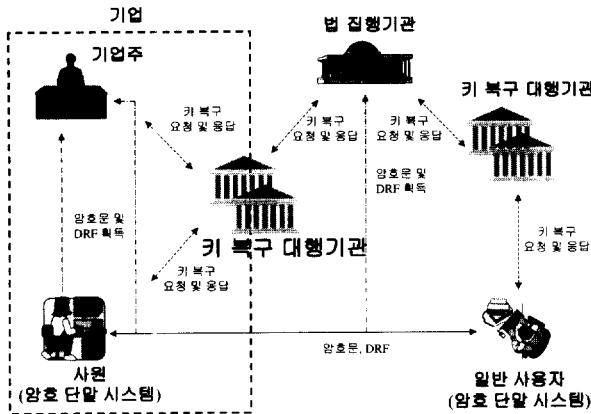 기업
기업주
법 집행기관
키 복구 대행기관
키 복구
요청 및 응답
키 복구
요청 및 응답
키 복구
요청 및 응답
암호문 및
DRF 획득
암호문 및
DRF 획득
키 복구 대행기관
키 복구
요청 및 응답
키 복구
요청 및 응답
암호문, DRF
사원
(암호 단말 시스템)
일반 사용자
(암호 단말 시스템)